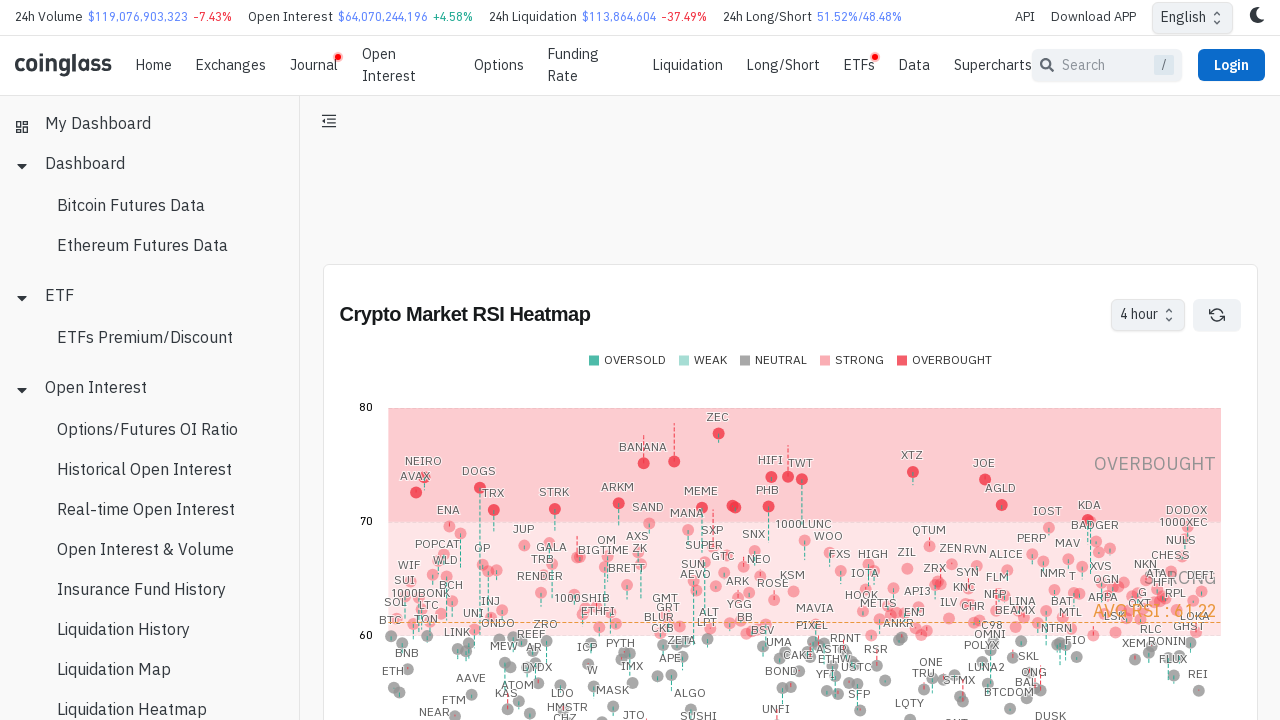 24h Volume $119,076,903,323 -7.43% Open Interest $64,070,244,196 +4.58% 24h Liquidation $113,864,604 -37.49% 24h Long/Short 51.52%/48.48% API Download APP English
coinglass Home Exchanges Journal Open Interest Options Funding Rate Liquidation Long/Short ETFs Data Supercharts Search / Login
My Dashboard
Dashboard
Bitcoin Futures Data
Ethereum Futures Data
ETF
ETFs Premium/Discount
Open Interest
Options/Futures OI Ratio
Historical Open Interest
Real-time Open Interest
Open Interest & Volume
Insurance Fund History
Liquidation History
Liquidation Map
Liquidation Heatmap
Crypto Market RSI Heatmap 4 hour
OVERSOLD WEAK NEUTRAL STRONG OVERBOUGHT
80
ZEC
BANANA
NEIRO HIFI TWT XTZ JOE OVERBOUGHT
AVAX DOGS
TRX STRK ARKM MEME PHB AGLD
ENA SAND MANA IOST KDA DODOX
70
JUP SXP 1000LUNC BADGER 1000XEC
POPCAT OP GALA OM AXS SUPER SNX WOO QTUM PERP MAV NULS
WLD TRB BIGTIME ZK GTC NEO FXS HIGH ZIL ZEN RVN ALICE CHESS
WIF BRETT SUN XVS NKN
SUI BCH RENDER AEVO ARK ROSE KSM IOTA ZRX SYN FLM NMR T OGN ATA HFT DEFI
1000BONK 1000SHIB GMT HOOK API3 KNC NFP ARPA G RPL
SOL LTC INJ ETHFI GRT YGG MAVIA METIS ILV CHR LINA BAT OXT
BTC TON UNI ONDO ZRO BLUR ALT BB PIXEL ENJ BEAMX MTL LSK LOKA
60
LINK REEF CKB LPT BSV ANKR C98 NTRN RLC GHST
BNB MEW AR ICP PYTH ZETA UMA RDNT OMNI FIO XEM RONIN
ETH DYDX W IMX APE CAKE ASTR RSR POLYX SKL FLUX
AAVE ATOM BOND ETHW USTC ONE LUNA2 ONG REI
FTM KAS LDO MASK ALGO YFI SFP TRU STMX BTCDOM BAL
NEAR HMSTR JTO SUSHI UNFI LQTY DUSK
CHZ